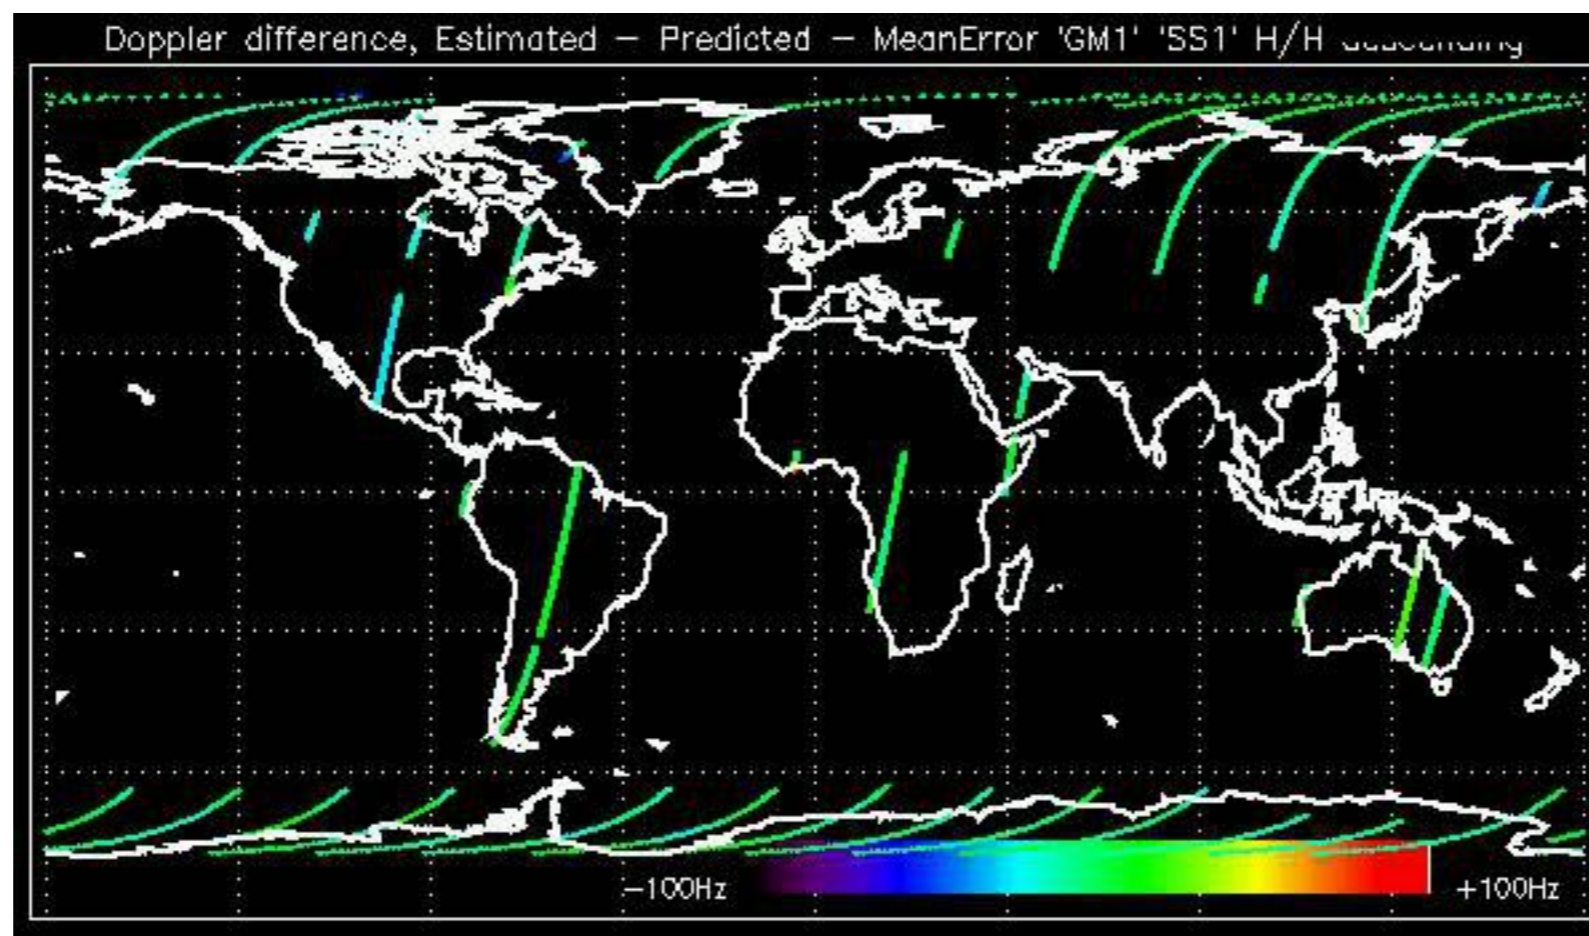 Doppler difference, Estimated – Predicted – MeanError 'GM1' 'SS1' H/H
−100Hz +100Hz